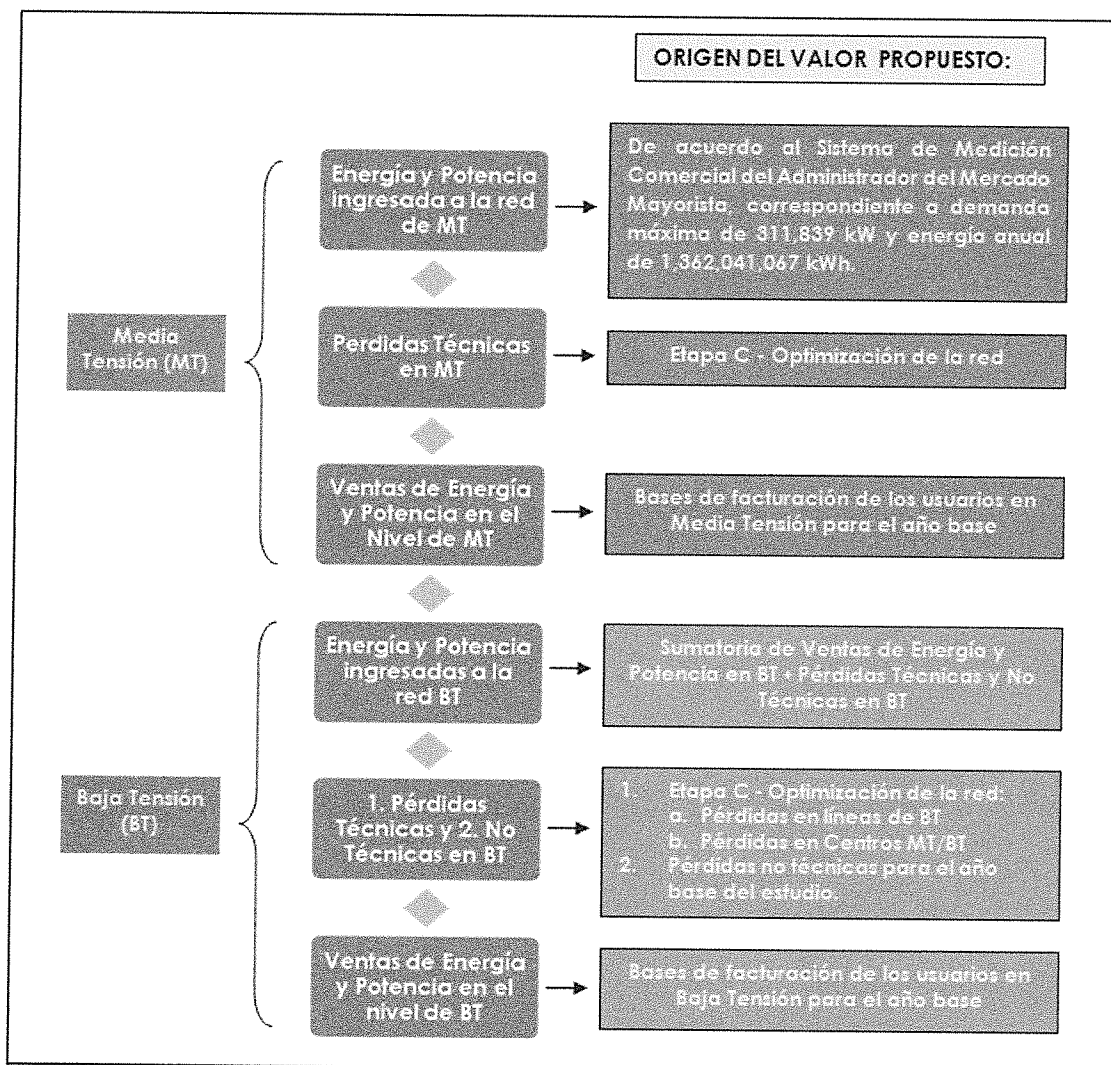 ORIGEN DEL VALOR PROPUESTO:
Media
Tensión (MT)
Energía y Potencia
ingresada a la red
de MT
De acuerdo al Sistema de Medición
Comercial del Administrador del Mercado
Mayorista, correspondiente a demanda
máxima de 311,839 kW y energía anual
de 1,362,041,067 kWh.
Perdidas Técnicas
en MT
Etapa C - Optimización de la red
Ventas de Energía
y Potencia en el
Nivel de MT
Bases de facturación de los usuarios en
Media Tensión para el año base
Baja Tensión
(BT)
Energía y Potencia
ingresadas a la
red BT
Sumatoria de Ventas de Energía y
Potencia en BT + Pérdidas Técnicas y No
Técnicas en BT
1. Pérdidas
Técnicas y 2. No
Técnicas en BT
1. Etapa C - Optimización de la red:
a. Pérdidas en líneas de BT
b. Pérdidas en Centros MT/BT
2. Pérdidas no técnicas para el año
base del estudio.
Ventas de Energía
y Potencia en el
nivel de BT
Bases de facturación de los usuarios en
Baja Tensión para el año base